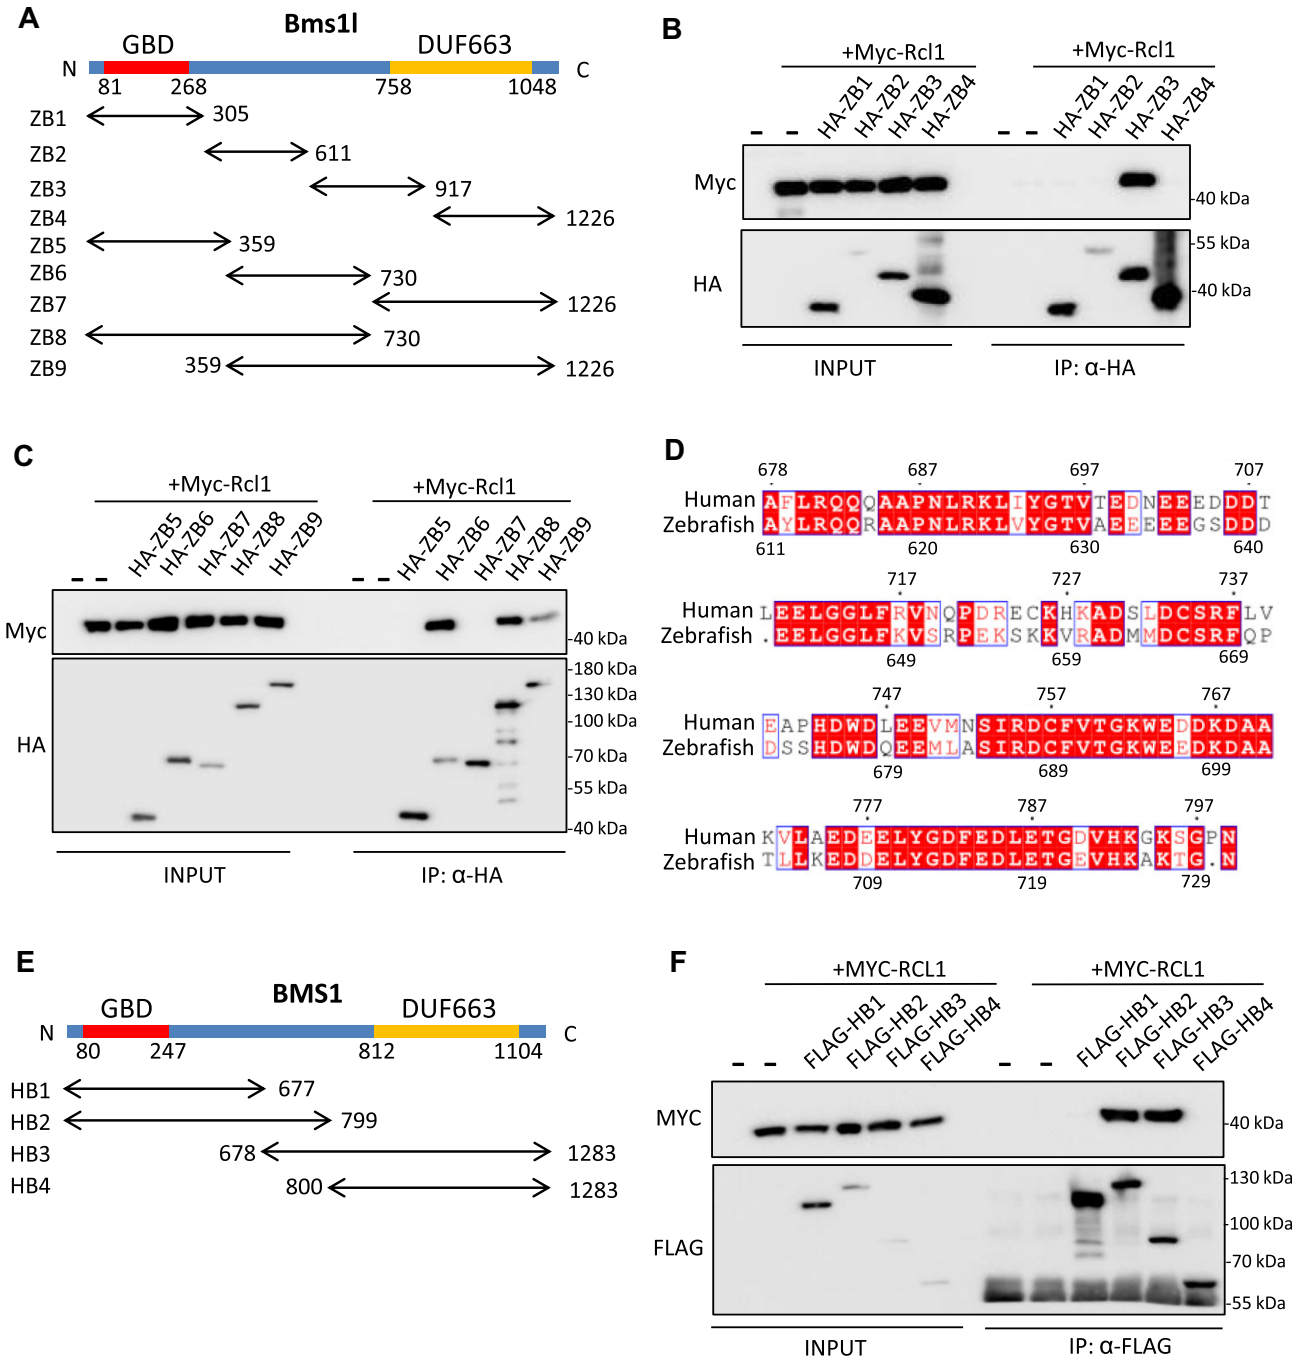 A
Bms1l
GBD
DUF663
N
C
81
268
758
1048
ZB1
305
ZB2
611
ZB3
917
ZB4
1226
ZB5
359
ZB6
730
ZB7
1226
ZB8
730
ZB9
359
1226
B
+Myc-Rcl1
+Myc-Rcl1
- - HA-ZB1 HA-ZB2 HA-ZB3 HA-ZB4
- - HA-ZB1 HA-ZB2 HA-ZB3 HA-ZB4
Myc
-40 kDa
HA
-55 kDa
-40 kDa
INPUT
IP: α-HA
C
+Myc-Rcl1
+Myc-Rcl1
- - HA-ZB5 HA-ZB6 HA-ZB7 HA-ZB8 HA-ZB9
- - HA-ZB5 HA-ZB6 HA-ZB7 HA-ZB8 HA-ZB9
Myc
-40 kDa
HA
-180 kDa
-130 kDa
-100 kDa
-70 kDa
-55 kDa
-40 kDa
INPUT
IP: α-HA
D
678 687 697 707
Human AFLRQQQAAPNLRKLIYGTVTEDNEEEDDDT
Zebrafish AYLRQQRAAPNLRKLVYGTVAEEEEEGSDDD
611 620 630 640
717 727 737
Human LEELGGLFRVNQPDRECKHKADSLDCSRFLV
Zebrafish .EELGGLFKVSRPEKSKKVRADMMDCSRFQP
649 659 669
747 757 767
Human EAPHDWDLEEVMNSIRDCFVTGKWEDDKDAA
Zebrafish DSSHDWDQEEMLASIRDCFVTGKWEEDKDAA
679 689 699
777 787 797
Human KVLAEDEELYGDFEDLETGDVHKGKSGPN
Zebrafish TLLKEDDELYGDFEDLETGEVHKAKTG.N
709 719 729
E
BMS1
GBD
DUF663
N
C
80
247
812
1104
HB1
677
HB2
799
HB3
678
1283
HB4
800
1283
F
+MYC-RCL1
+MYC-RCL1
- - FLAG-HB1 FLAG-HB2 FLAG-HB3 FLAG-HB4
- - FLAG-HB1 FLAG-HB2 FLAG-HB3 FLAG-HB4
MYC
-40 kDa
FLAG
-130 kDa
-100 kDa
-70 kDa
-55 kDa
INPUT
IP: α-FLAG